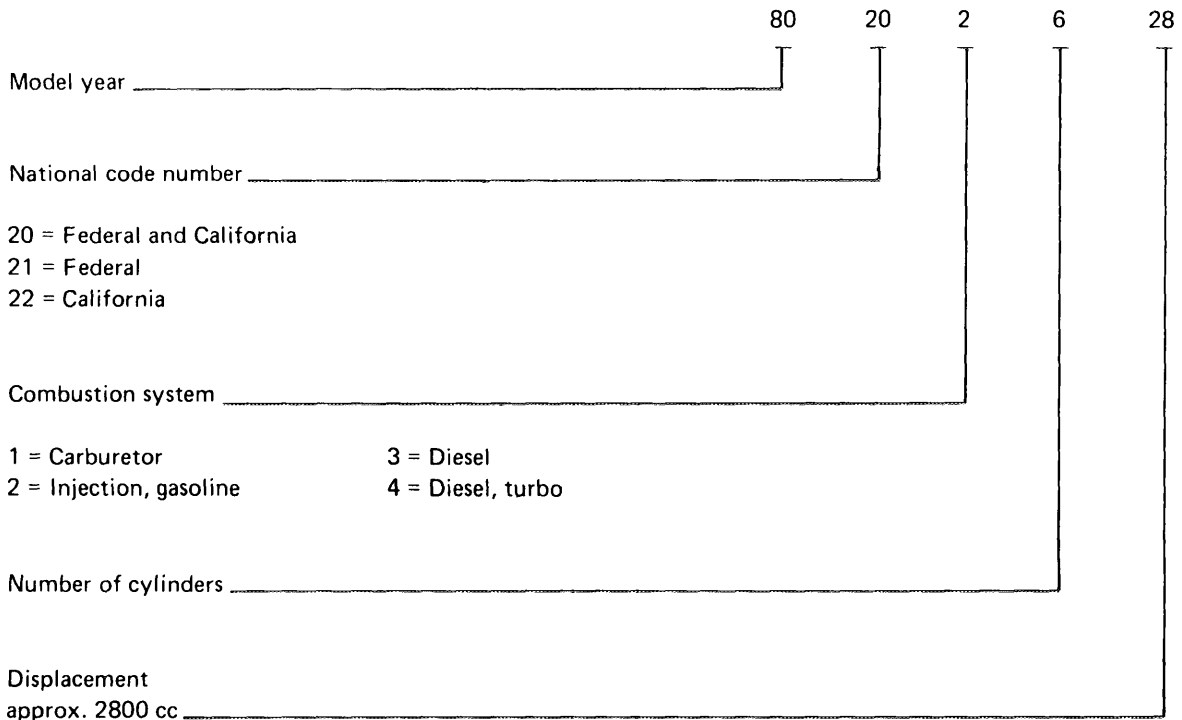 80 20 2 6 28
Model year
National code number
20 = Federal and California
21 = Federal
22 = California
Combustion system
1 = Carburetor 3 = Diesel
2 = Injection, gasoline 4 = Diesel, turbo
Number of cylinders
Displacement
approx. 2800 cc